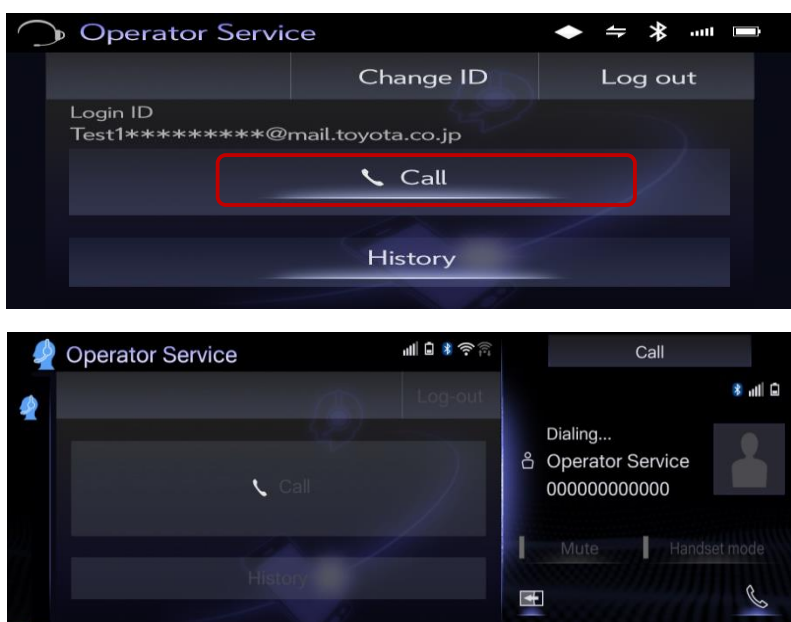 Operator Service
Change ID
Log out
Login ID
Test1*********@mail.toyota.co.jp
Call
History
Operator Service
Log-out
Call
History
Call
Dialing...
Operator Service
000000000000
Mute
Handset mode